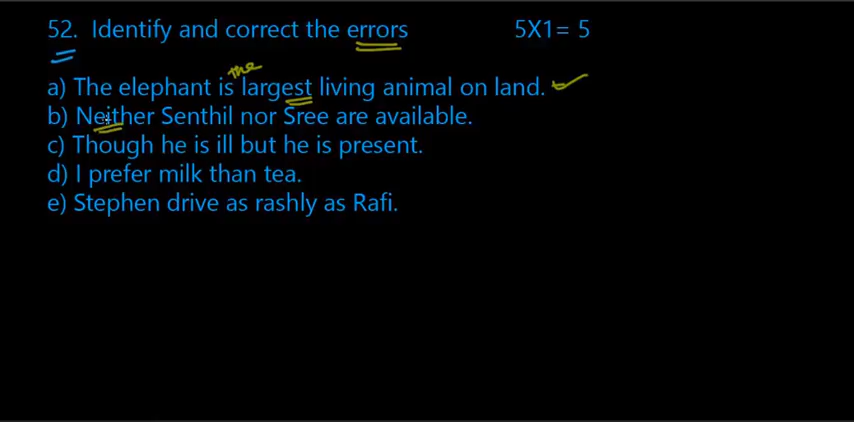 52. Identify and correct the errors 5X1= 5
the
a) The elephant is largest living animal on land.
b) Neither Senthil nor Sree are available.
c) Though he is ill but he is present.
d) I prefer milk than tea.
e) Stephen drive as rashly as Rafi.